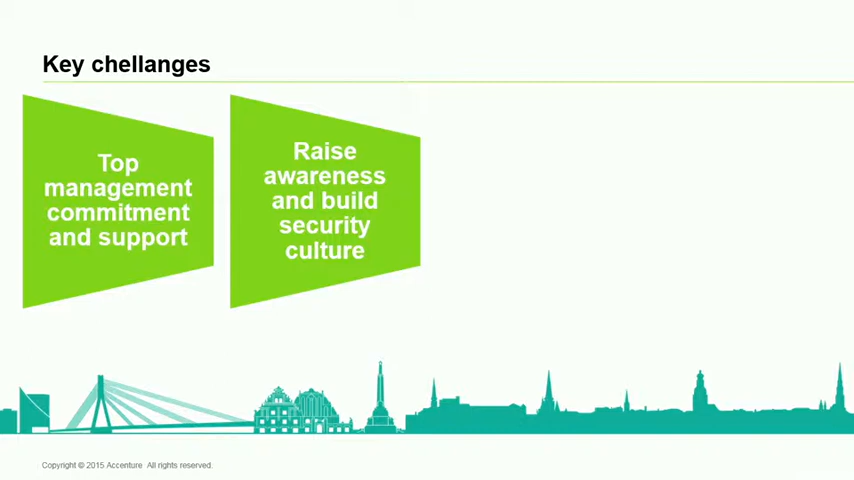 Key chellanges
Top
management
commitment
and support
Raise
awareness
and build
security
culture
Copyright © 2015 Accenture All rights reserved.